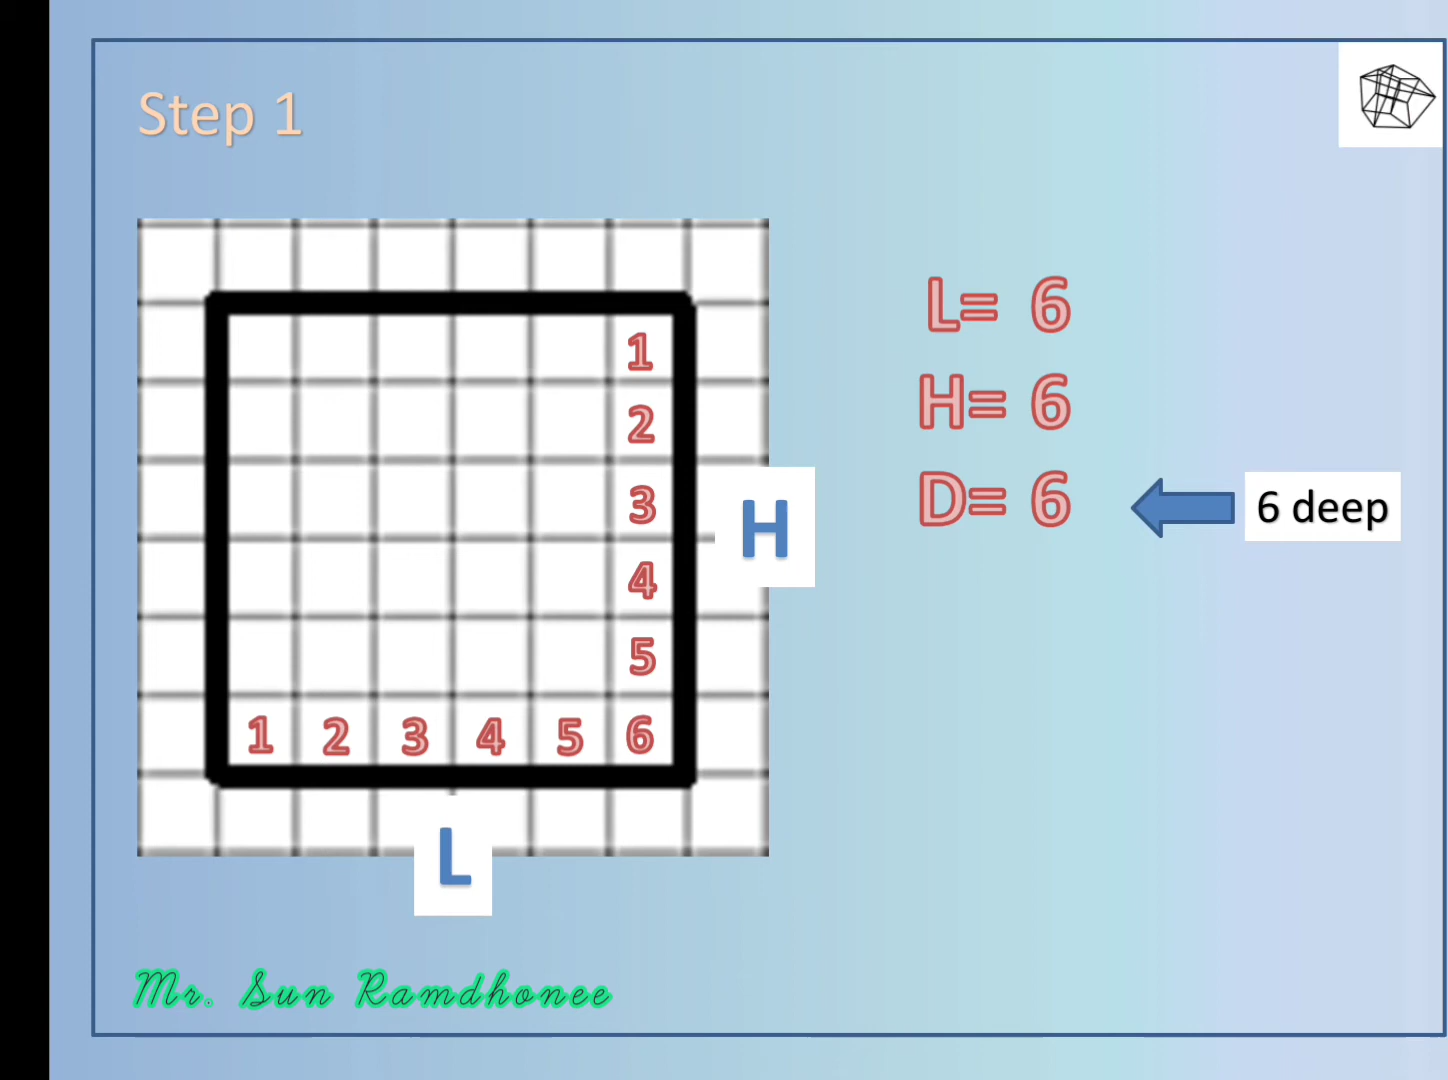 Step 1
1
2
3
4
5
1 2 3 4 5 6
H
L
L= 6
H= 6
D= 6
6 deep
Mr. Sun Ramdhonee